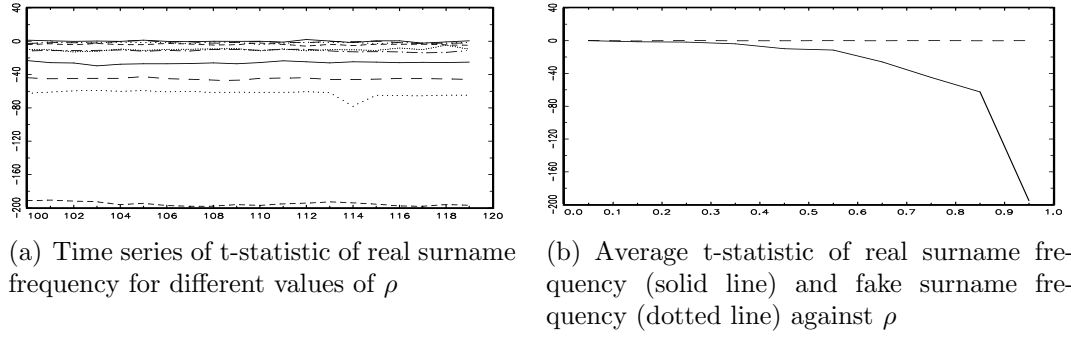 40
0
-40
-80
-120
-160
-200
100 102 104 106 108 110 112 114 116 118 120
40
0
-40
-80
-120
-160
-200
0.0 0.1 0.2 0.3 0.4 0.5 0.6 0.7 0.8 0.9 1.0
(a) Time series of t-statistic of real surname
frequency for different values of ρ
(b) Average t-statistic of real surname fre-
quency (solid line) and fake surname fre-
quency (dotted line) against ρ